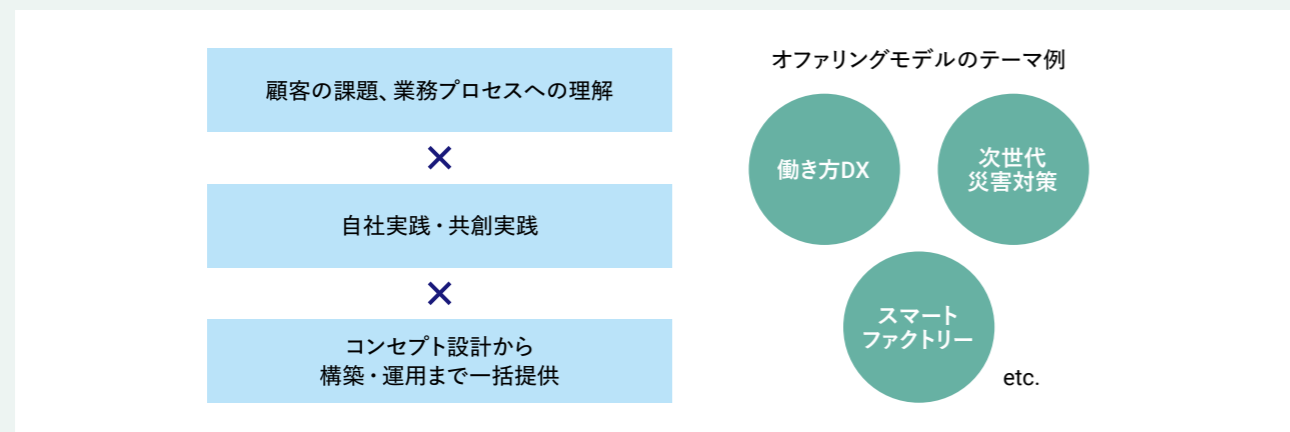 顧客の課題、業務プロセスへの理解
×
自社実践・共創実践
×
コンセプト設計から
構築・運用まで一括提供
オファリングモデルのテーマ例
働き方DX
次世代
災害対策
スマート
ファクトリー
etc.